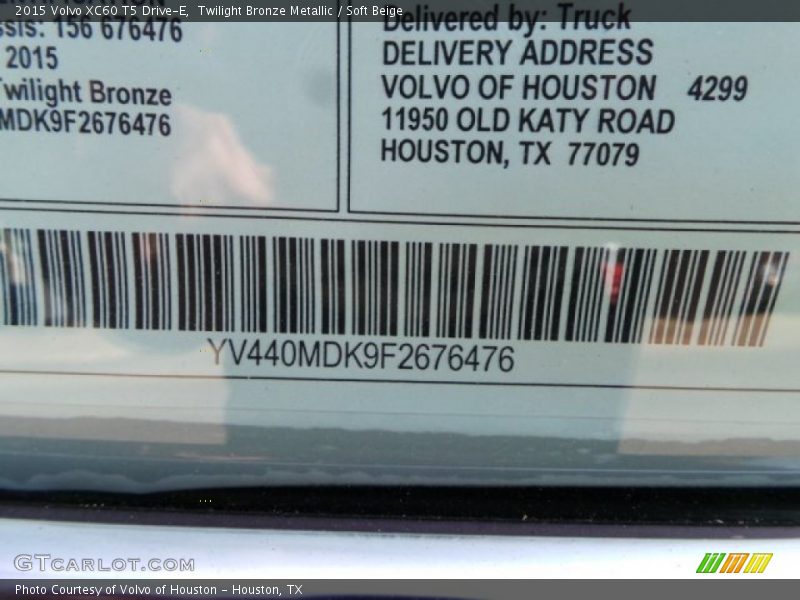 2015 Volvo XC60 T5 Drive-E, Twilight Bronze Metallic / Soft Beige
156 676476
2015
Twilight Bronze
MDK9F2676476
Delivered by: Truck
DELIVERY ADDRESS
VOLVO OF HOUSTON 4299
11950 OLD KATY ROAD
HOUSTON, TX 77079
YV440MDK9F2676476
GTCARLOT.COM
Photo Courtesy of Volvo of Houston - Houston, TX